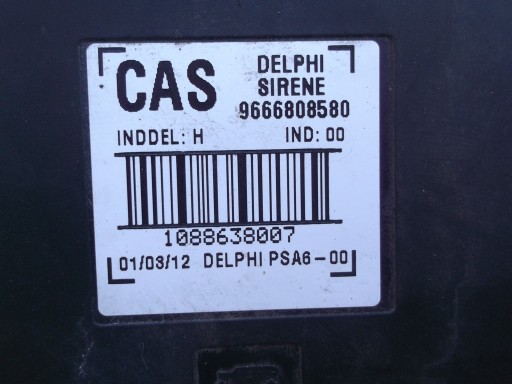 CAS DELPHI
SIRENE
9666808580
INDDEL: H IND: 00
1088638007
01/03/12 DELPHI PSA6-00